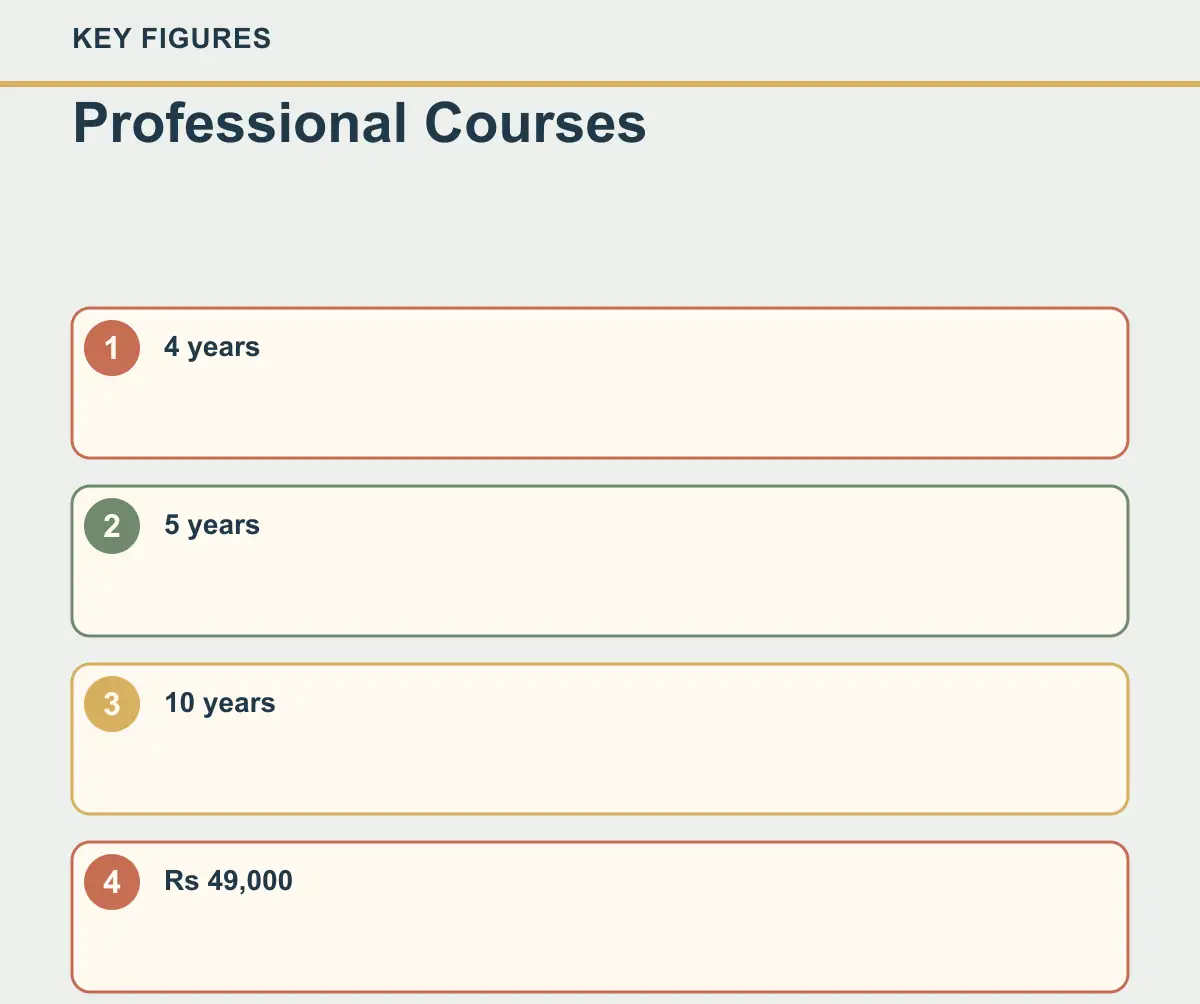 KEY FIGURES
Professional Courses
1 4 years
2 5 years
3 10 years
4 Rs 49,000